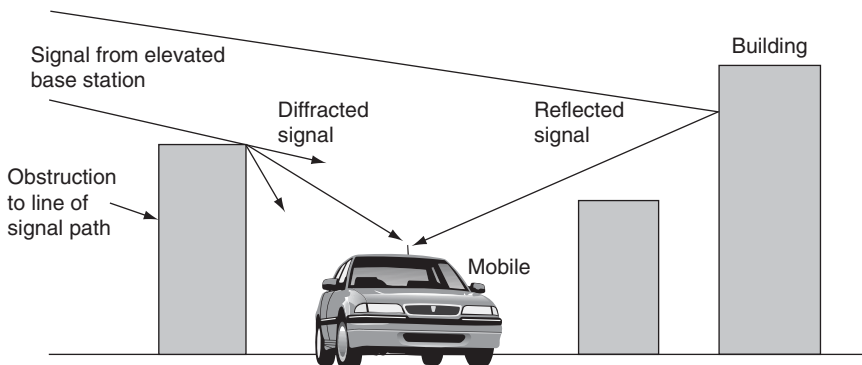 Signal from elevated
base station
Building
Diffracted
signal
Reflected
signal
Obstruction
to line of
signal path
Mobile